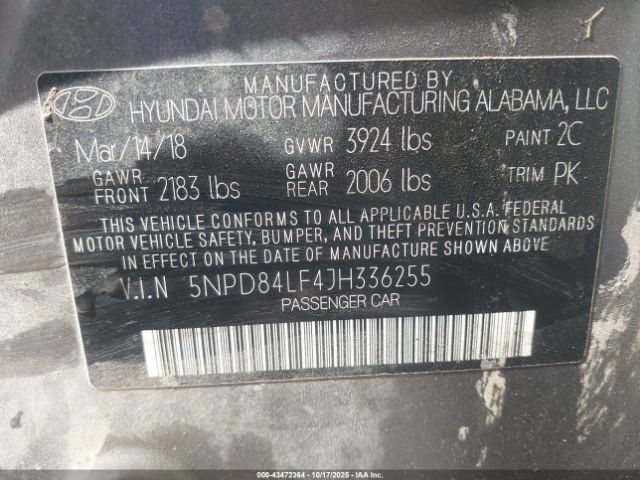 MANUFACTURED BY
HYUNDAI MOTOR MANUFACTURING ALABAMA, LLC
Mar/14/18 GVWR 3924 lbs PAINT 2C
GAWR FRONT 2183 lbs GAWR REAR 2006 lbs TRIM PK
THIS VEHICLE CONFORMS TO ALL APPLICABLE U.S.A. FEDERAL
MOTOR VEHICLE SAFETY, BUMPER, AND THEFT PREVENTION STANDARDS
IN EFFECT ON THE DATE OF MANUFACTURE SHOWN ABOVE
V.I.N 5NPD84LF4JH336255
PASSENGER CAR
000-43472364 - 10/17/2025 - IAAI.COM